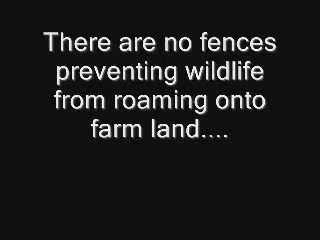 There are no fences
preventing wildlife
from roaming onto
farm land....